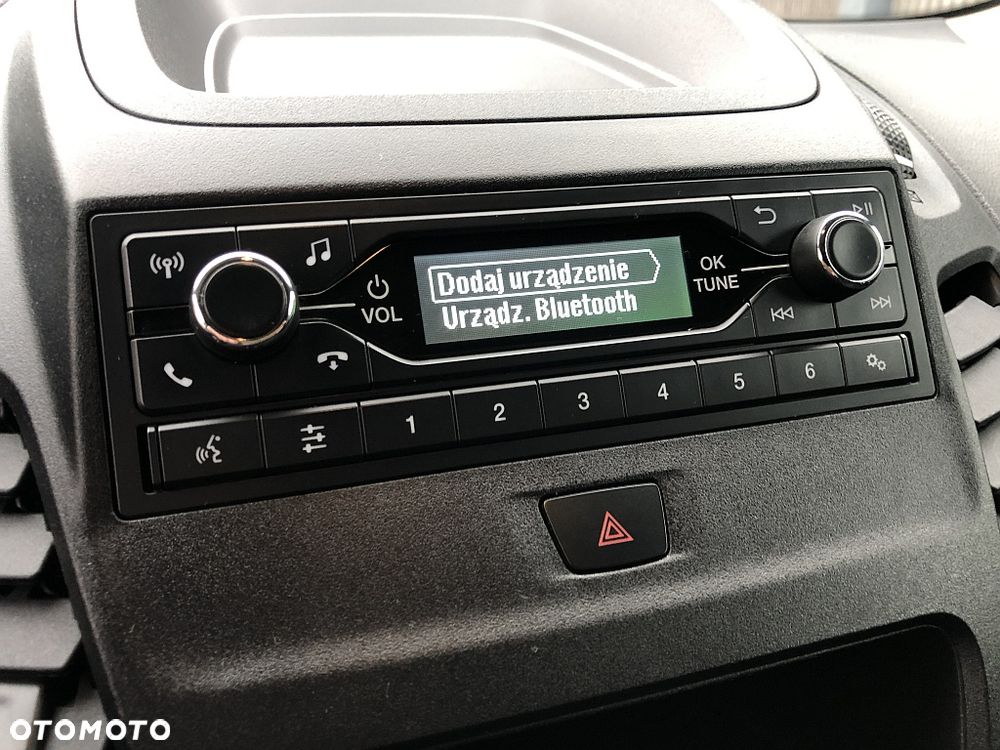 Dodaj urządzenie
Urządz. Bluetooth
VOL
OK
TUNE
1 2 3 4 5 6
OTOMOTO